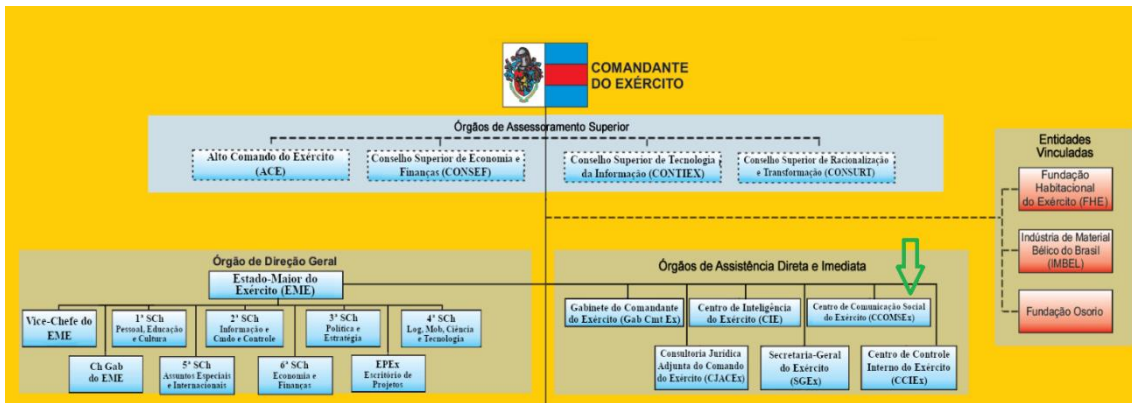 COMANDANTE
DO EXÉRCITO
Órgãos de Assessoramento Superior
Alto Comando do Exército
(ACE)
Conselho Superior de Economia e
Finanças (CONSEF)
Conselho Superior de Tecnologia
da Informação (CONTIEX)
Conselho Superior de Racionalização
e Transformação (CONSURT)
Entidades
Vinculadas
Fundação
Habitacional
do Exército (FHE)
Indústria de Material
Bélico do Brasil
(IMBEL)
Fundação Osorio
Órgão de Direção Geral
Estado-Maior do
Exército (EME)
Vice-Chefe do
EME
1ª SCh
Pessoal, Educação
e Cultura
2ª SCh
Informação e
Cmdo e Controle
3ª SCh
Política e
Estratégia
4ª SCh
Log, Mob, Ciência
e Tecnologia
Ch Gab
do EME
5ª SCh
Assuntos Especiais
e Internacionais
6ª SCh
Economia e
Finanças
EPEx
Escritório de
Projetos
Órgãos de Assistência Direta e Imediata
Gabinete do Comandante
do Exército (Gab Cmt Ex)
Centro de Inteligência
do Exército (CIE)
Centro de Comunicação Social
do Exército (CCOMSEx)
Consultoria Jurídica
Adjunta do Comando
do Exército (CJACEx)
Secretaria-Geral
do Exército
(SGEx)
Centro de Controle
Interno do Exército
(CCIEx)